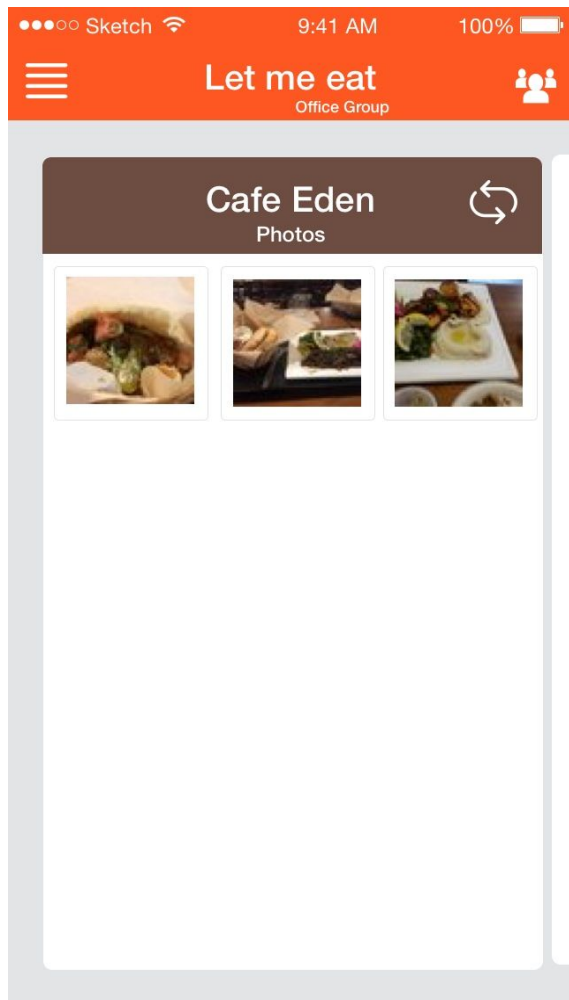 Sketch 9:41 AM 100%
Let me eat
Office Group
Cafe Eden
Photos